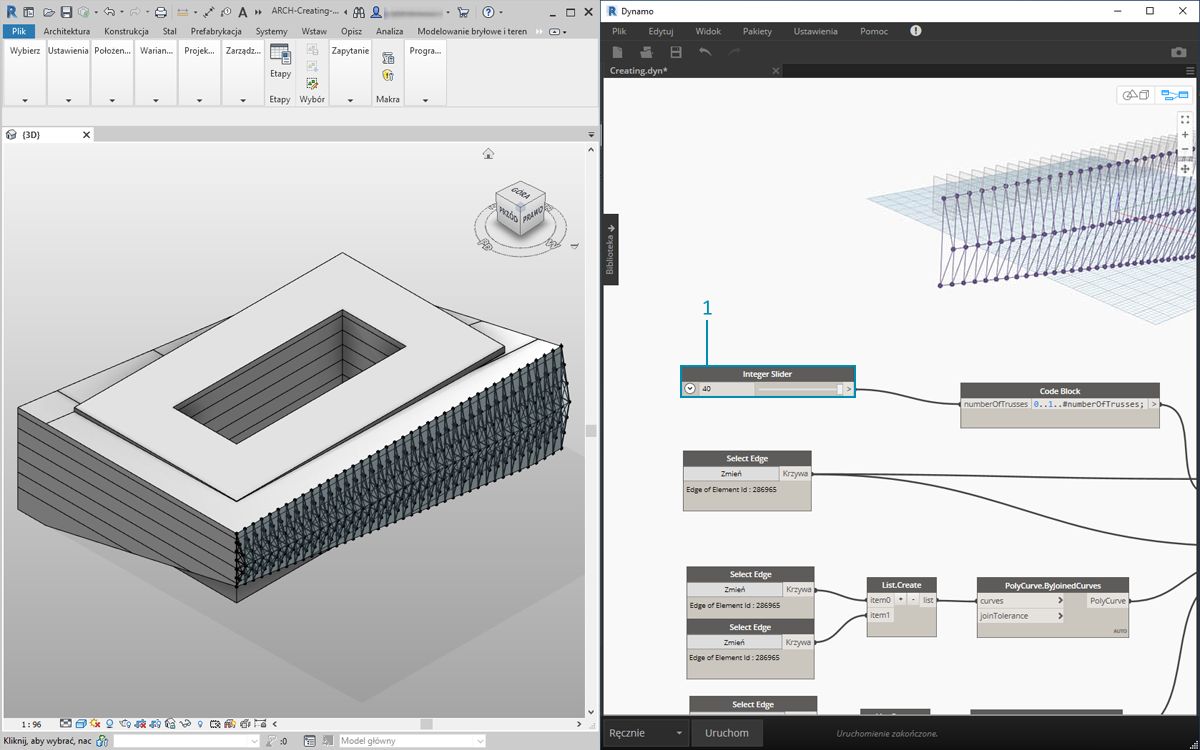 ARCH-Creating-...
Plik Architektura Konstrukcja Stal Prefabrykacja Systemy Wstaw Opisz Analiza Modelowanie bryłowe i teren
Wybierz Ustawienia Położen... Warian... Projek... Zarządz... Zapytanie Progra...
Etapy
Etapy Wybór Makra
{3D}
GÓRA
PRZÓD PRAWO
1 : 96
Kliknij, aby wybrać, nac :0 Model główny
Dynamo
Plik Edytuj Widok Pakiety Ustawienia Pomoc
Creating.dyn*
Biblioteka
1
Integer Slider
40 >
Code Block
numberOfTrusses 0..1..#numberOfTrusses; >
Select Edge
Zmień Krzywa
Edge of Element Id : 286965
Select Edge
Zmień Krzywa
Edge of Element Id : 286965
Select Edge
Zmień Krzywa
Edge of Element Id : 286965
List.Create
item0 + - list
item1
PolyCurve.ByJoinedCurves
curves > PolyCurve
joinTolerance >
AUTO
Select Edge
Ręcznie Uruchom Uruchomienie zakończone.